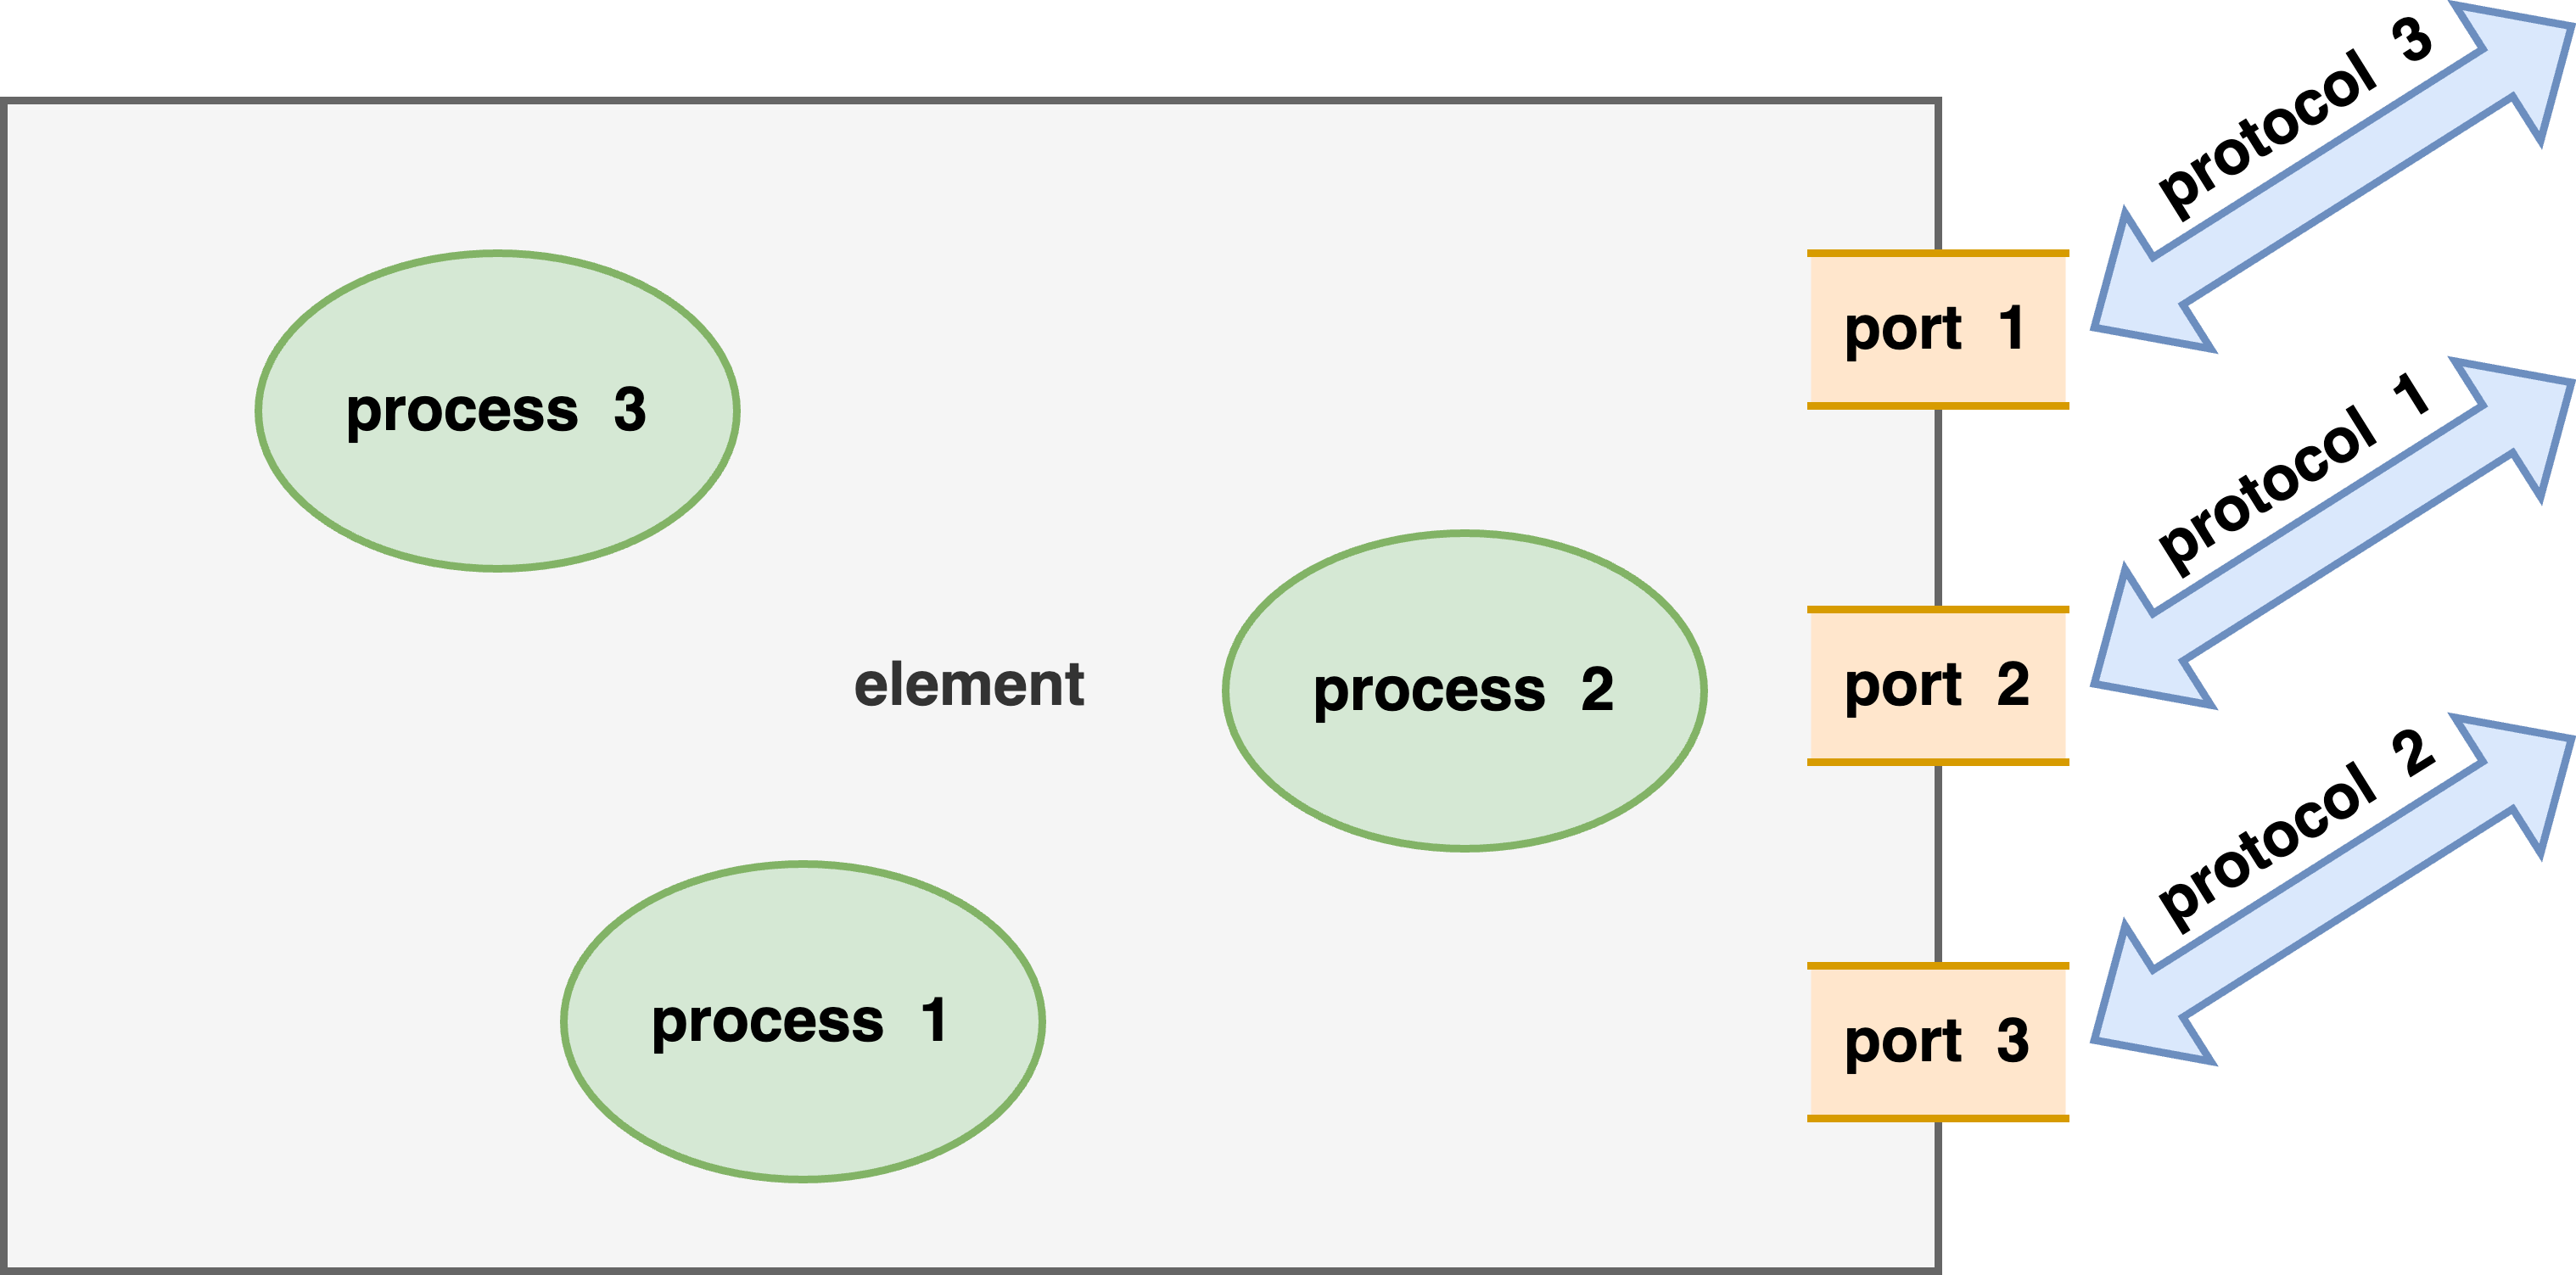 protocol 3
port 1
process 3
protocol 1
element
process 2
port 2
protocol 2
process 1
port 3